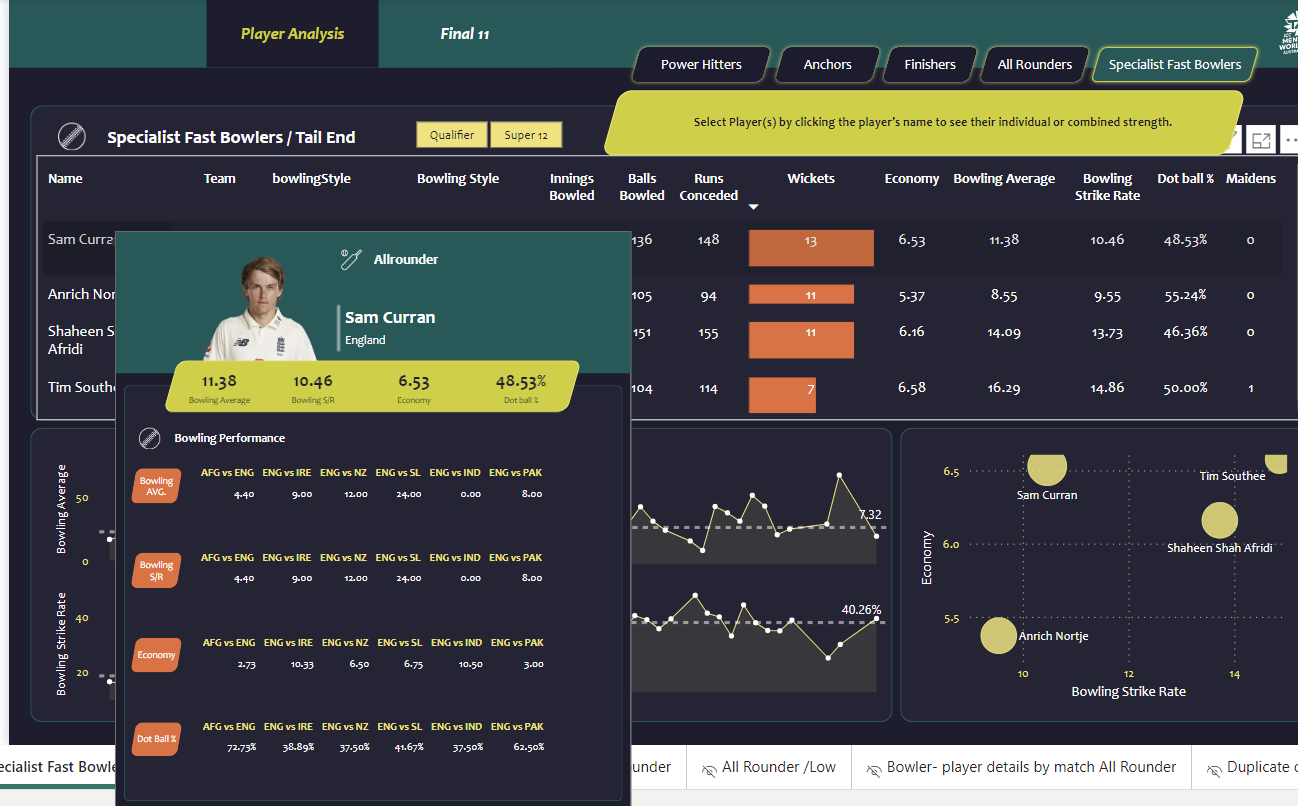 Player Analysis
Final 11
Power Hitters
Anchors
Finishers
All Rounders
Specialist Fast Bowlers
Select Player(s) by clicking the player's name to see their individual or combined strength.
Specialist Fast Bowlers / Tail End
Qualifier
Super 12
Name Team bowlingStyle Bowling Style Innings Bowled Balls Bowled Runs Conceded Wickets Economy Bowling Average Bowling Strike Rate Dot ball % Maidens
Sam Curra 136 148 13 6.53 11.38 10.46 48.53% 0
Anrich Nor 105 94 11 5.37 8.55 9.55 55.24% 0
Shaheen S
Afridi 151 155 11 6.16 14.09 13.73 46.36% 0
Tim Southe 104 114 7 6.58 16.29 14.86 50.00% 1
Allrounder
Sam Curran
England
11.38 10.46 6.53 48.53%
Bowling Average Bowling S/R Economy Dot ball %
Bowling Performance
Bowling
AVG.
AFG vs ENG ENG vs IRE ENG vs NZ ENG vs SL ENG vs IND ENG vs PAK
4.40 9.00 12.00 24.00 0.00 8.00
Bowling
S/R
AFG vs ENG ENG vs IRE ENG vs NZ ENG vs SL ENG vs IND ENG vs PAK
4.40 9.00 12.00 24.00 0.00 8.00
Economy
AFG vs ENG ENG vs IRE ENG vs NZ ENG vs SL ENG vs IND ENG vs PAK
2.73 10.33 6.50 6.75 10.50 3.00
Dot Ball %
AFG vs ENG ENG vs IRE ENG vs NZ ENG vs SL ENG vs IND ENG vs PAK
72.73% 38.89% 37.50% 41.67% 37.50% 62.50%
Bowling Average
50
0
Bowling Strike Rate
40
20
7.32
40.26%
Economy
6.5
6.0
5.5
Sam Curran
Tim Southee
Shaheen Shah Afridi
Anrich Nortje
10 12 14
Bowling Strike Rate
ecialist Fast Bowle
under
All Rounder /Low
Bowler- player details by match All Rounder
Duplicate